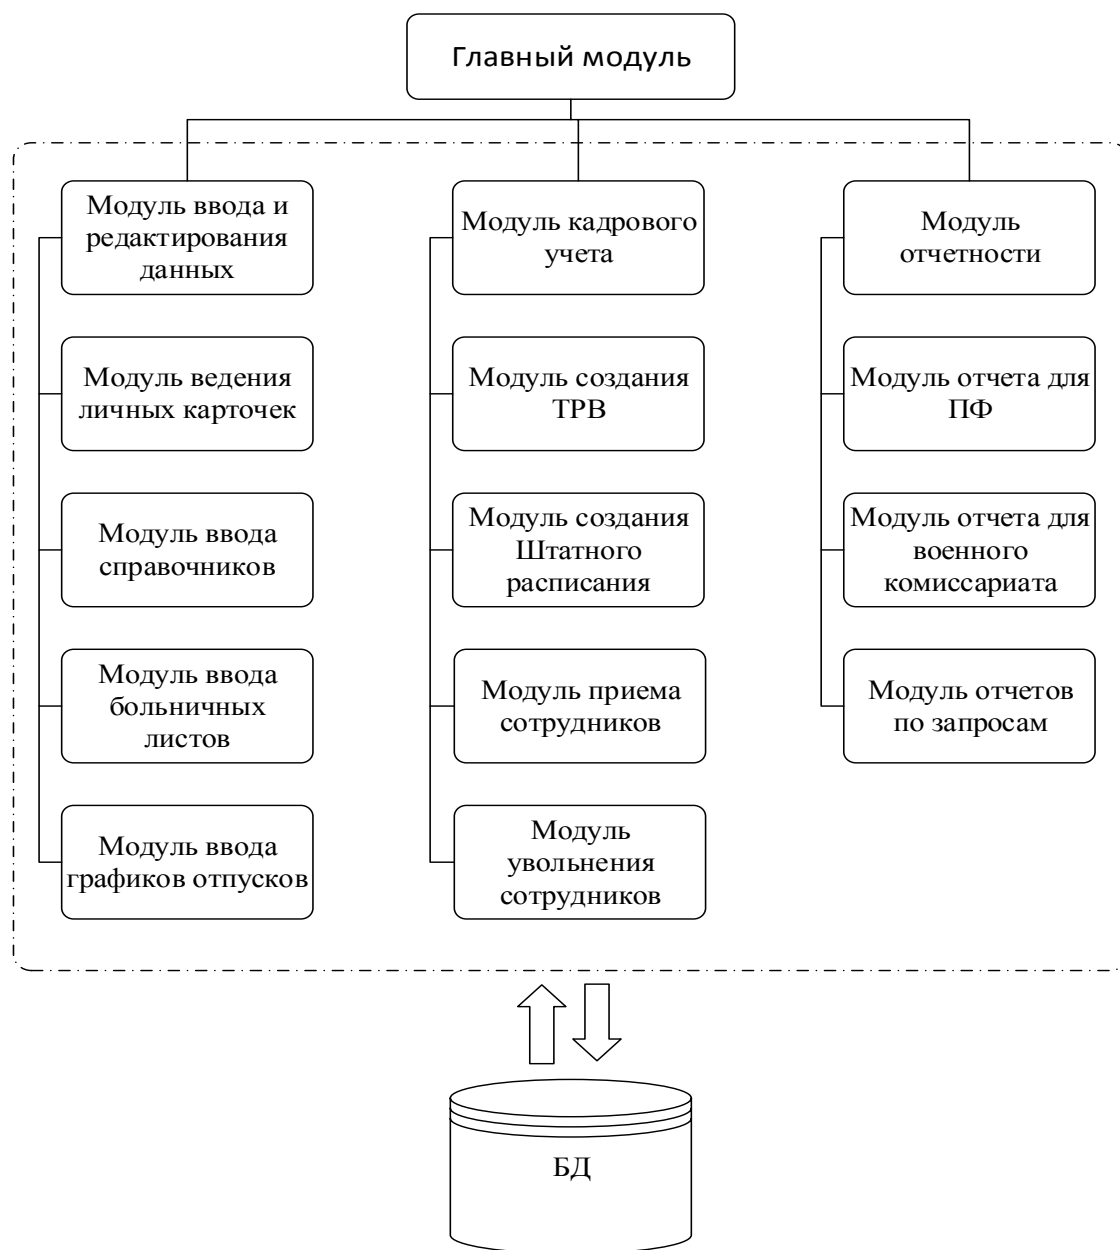 Главный модуль
Модуль ввода и
редактирования
данных
Модуль ведения
личных карточек
Модуль ввода
справочников
Модуль ввода
больничных
листов
Модуль ввода
графиков отпусков
Модуль кадрового
учета
Модуль создания
ТРВ
Модуль создания
Штатного
расписания
Модуль приема
сотрудников
Модуль
увольнения
сотрудников
Модуль
отчетности
Модуль отчета для
ПФ
Модуль отчета для
военного
комиссариата
Модуль отчетов
по запросам
БД